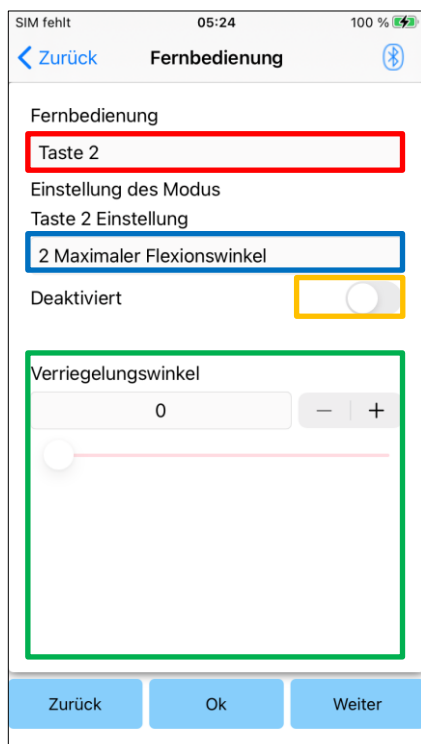 SIM fehlt 05:24 100 %
Zurück Fernbedienung
Fernbedienung
Taste 2
Einstellung des Modus
Taste 2 Einstellung
2 Maximaler Flexionswinkel
Deaktiviert
Verriegelungswinkel
0 − +
Zurück Ok Weiter